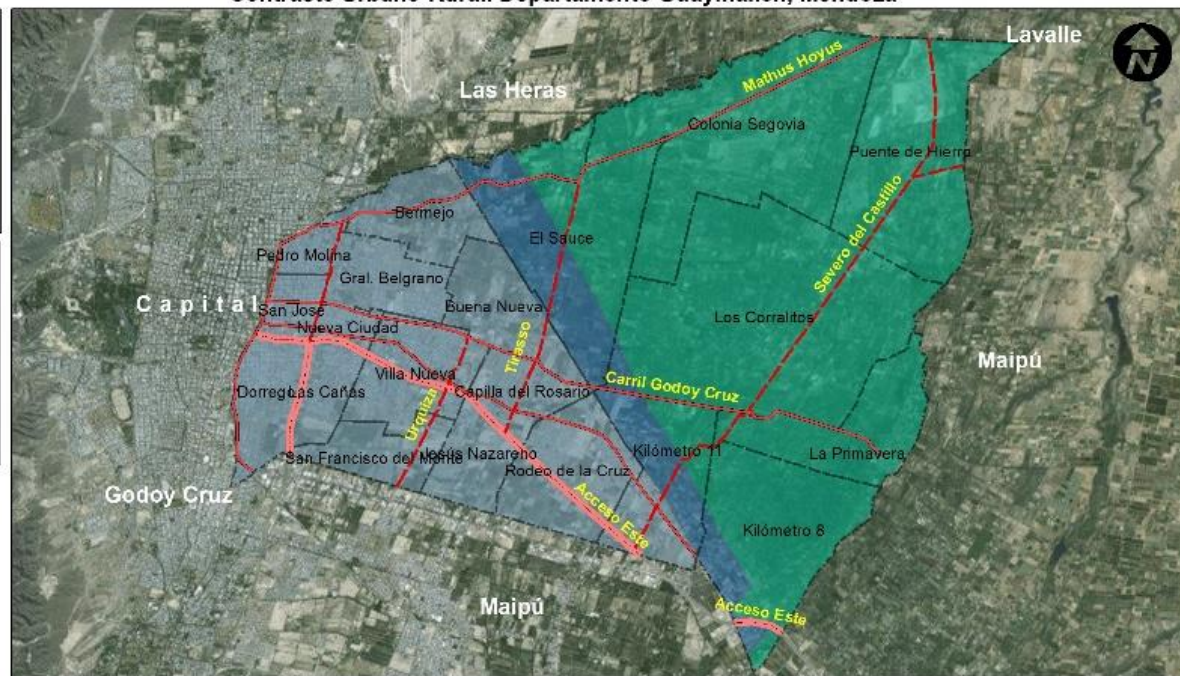 Contraste Urbano-Rural. Departamento Guaymallén, Mendoza
Lavalle
N
Mathus Hoyus
Las Heras
Colonia Segovia
Puente de Hierro
Severo del Castillo
Bermejo
El Sauce
Pedro Molina
Gral. Belgrano
Buena Nueva
Capital
San José
Nueva Ciudad
Los Corralitos
Tirasso
Maipú
Villa Nueva
Carril Godoy Cruz
Dorrego
Las Cañas
Capilla del Rosario
Urquiza
Kilómetro 11
La Primavera
San Francisco del Monte
Jesús Nazareno
Rodeo de la Cruz
Godoy Cruz
Acceso Este
Kilómetro 8
Maipú
Acceso Este